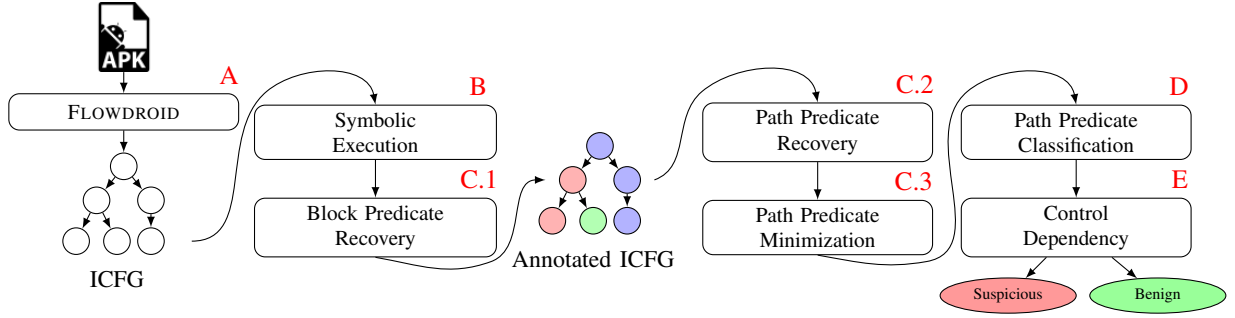 APK
A
FLOWDROID
ICFG
B
Symbolic
Execution
C.1
Block Predicate
Recovery
Annotated ICFG
C.2
Path Predicate
Recovery
C.3
Path Predicate
Minimization
D
Path Predicate
Classification
E
Control
Dependency
Suspicious
Benign